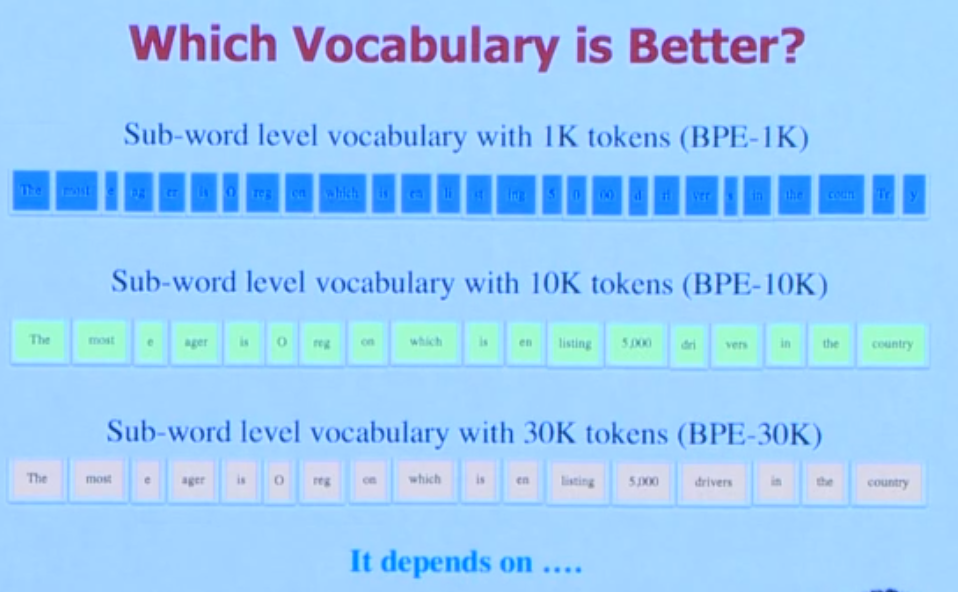 Which Vocabulary is Better?
Sub-word level vocabulary with 1K tokens (BPE-1K)
The most e ag er is O reg on which is en li st ing 5 0 00 d ri ver s in the coun Tr y
Sub-word level vocabulary with 10K tokens (BPE-10K)
The most e ager is O reg on which is en listing 5,000 dri vers in the country
Sub-word level vocabulary with 30K tokens (BPE-30K)
The most e ager is O reg on which is en listing 5,000 drivers in the country
It depends on ....